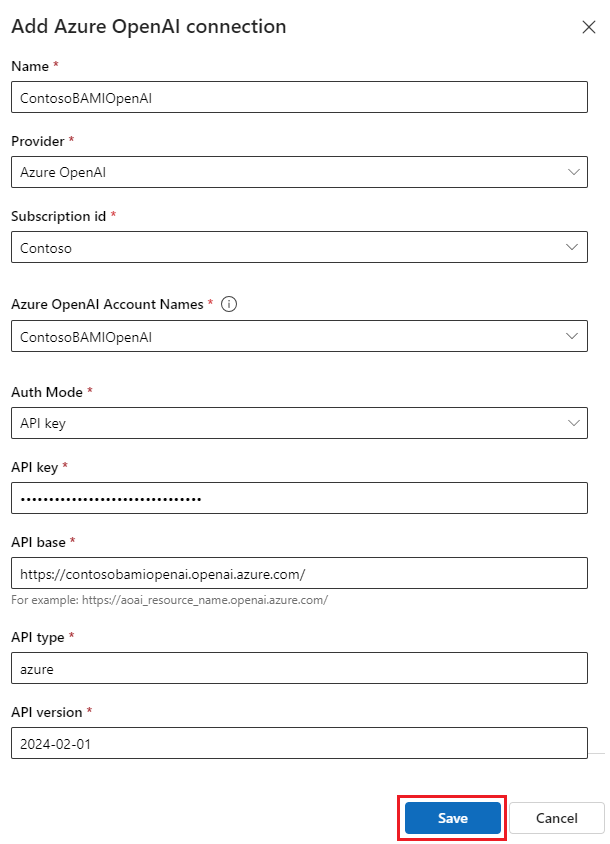 Add Azure OpenAI connection
Name *
ContosoBAMIOpenAI
Provider *
Azure OpenAI
Subscription id *
Contoso
Azure OpenAI Account Names *
ContosoBAMIOpenAI
Auth Mode *
API key
API key *
••••••••••••••••••••••••••••••••
API base *
https://contosobamiopenai.openai.azure.com/
For example: https://aoai_resource_name.openai.azure.com/
API type *
azure
API version *
2024-02-01
Save Cancel